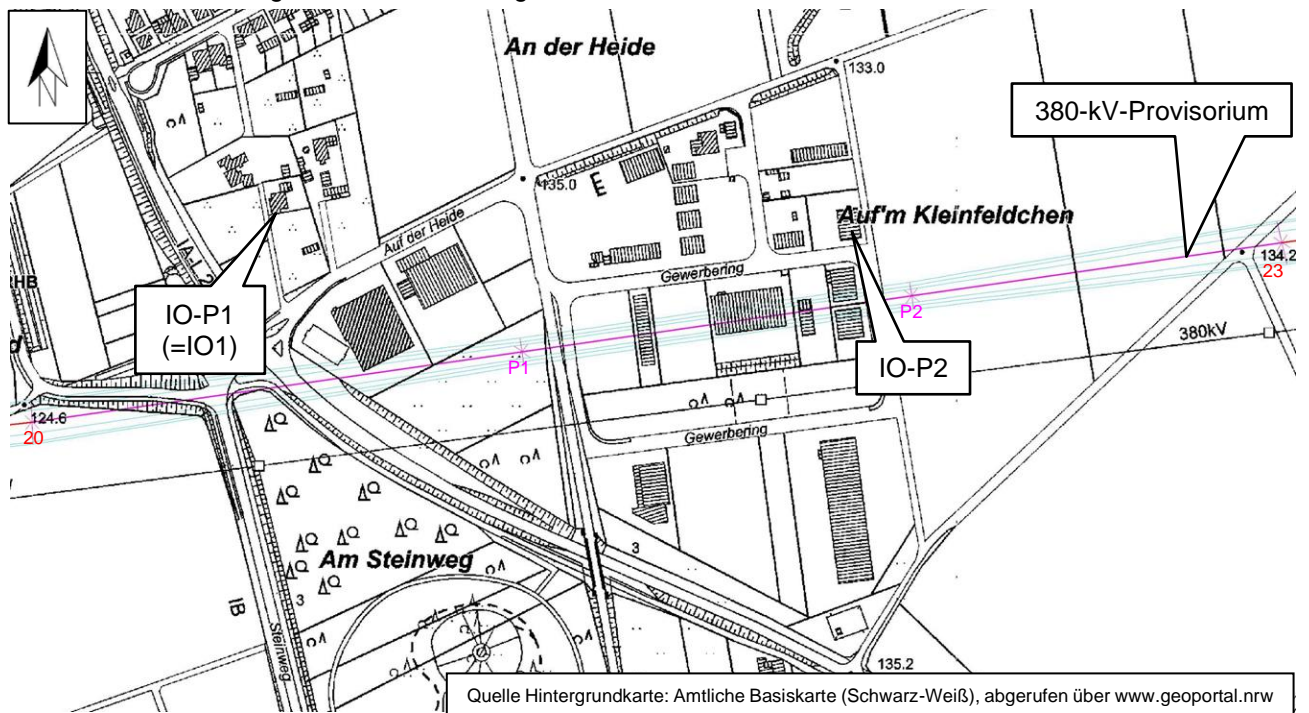 An der Heide
133.0
380-kV-Provisorium
N
135.0
E
Auf'm Kleinfeldchen
Auf der Heide
Gewerbering
134.2
23
IO-P1
(=IO1)
P2
P1
IO-P2
380kV
124.6
20
Gewerbering
3
Am Steinweg
3
IB
Steinweg
135.2
Quelle Hintergrundkarte: Amtliche Basiskarte (Schwarz-Weiß), abgerufen über www.geoportal.nrw